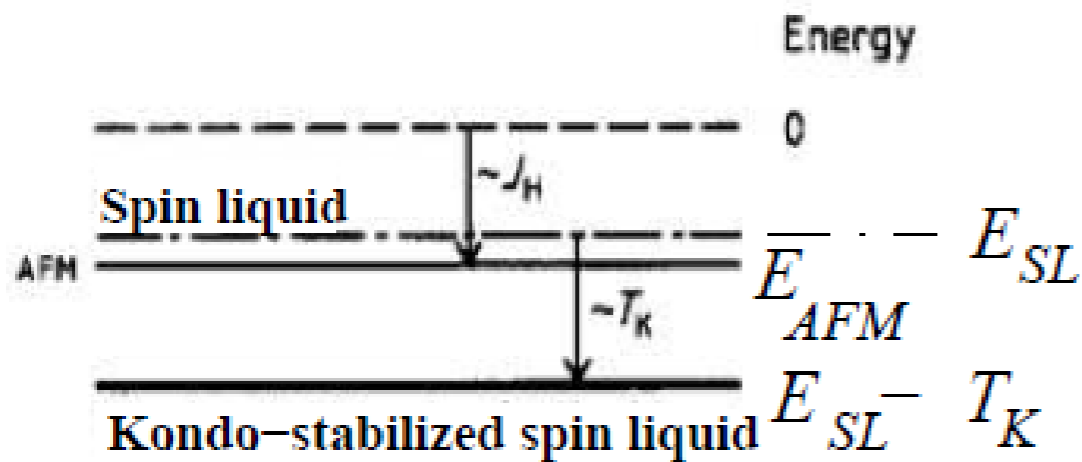 Energy
0
~J_H
Spin liquid
— · — E_SL
AFM
E_AFM
~T_K
E_SL – T_K
Kondo–stabilized spin liquid